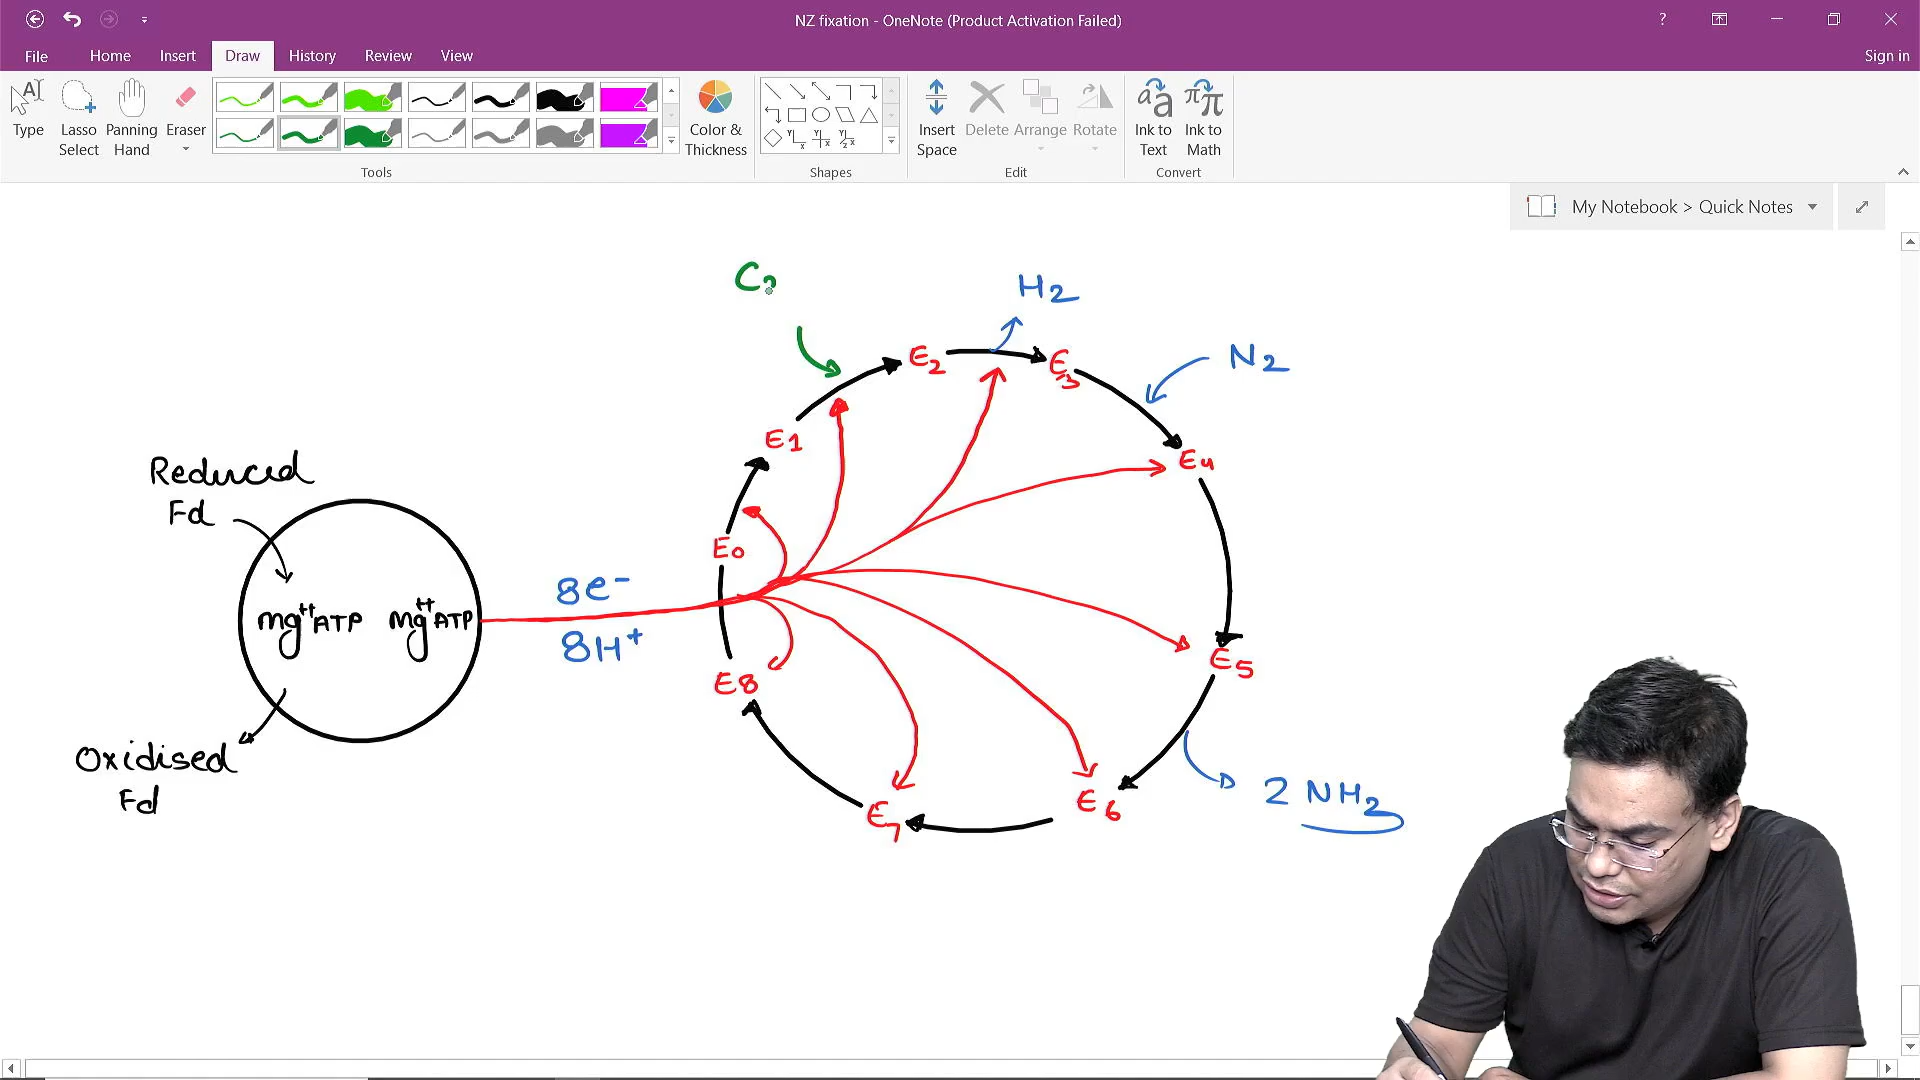 NZ fixation - OneNote (Product Activation Failed)
?
File Home Insert Draw History Review View
Sign in
Type
Lasso Select
Panning Hand
Eraser
Color & Thickness
Insert Space
Delete
Arrange
Rotate
Ink to Text
Ink to Math
Tools
Shapes
Edit
Convert
My Notebook > Quick Notes
H2
N2
E2
E3
E1
E4
Reduced
Fd
E0
8e-
Mg++ATP Mg++ATP
8H+
E5
E8
Oxidised
Fd
2 NH2
E6
E7